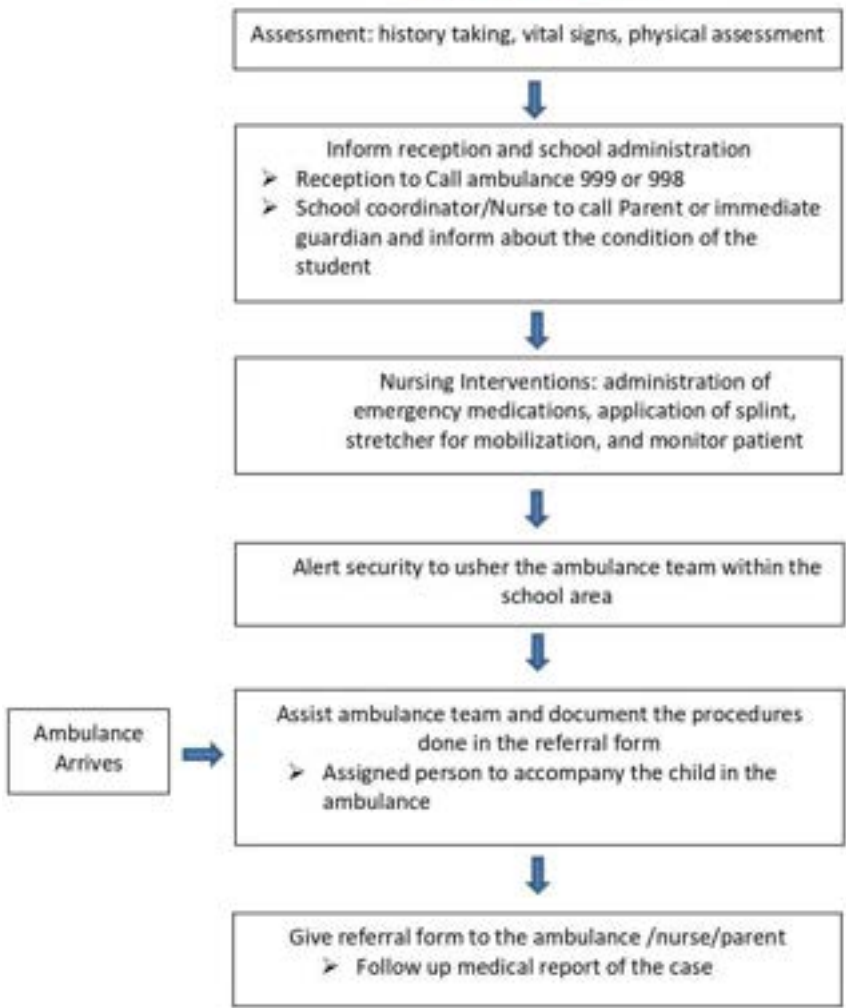 Assessment: history taking, vital signs, physical assessment
Inform reception and school administration
➢ Reception to Call ambulance 999 or 998
➢ School coordinator/Nurse to call Parent or immediate
guardian and inform about the condition of the
student
Nursing Interventions: administration of
emergency medications, application of splint,
stretcher for mobilization, and monitor patient
Alert security to usher the ambulance team within the
school area
Ambulance
Arrives
Assist ambulance team and document the procedures
done in the referral form
➢ Assigned person to accompany the child in the
ambulance
Give referral form to the ambulance /nurse/parent
➢ Follow up medical report of the case